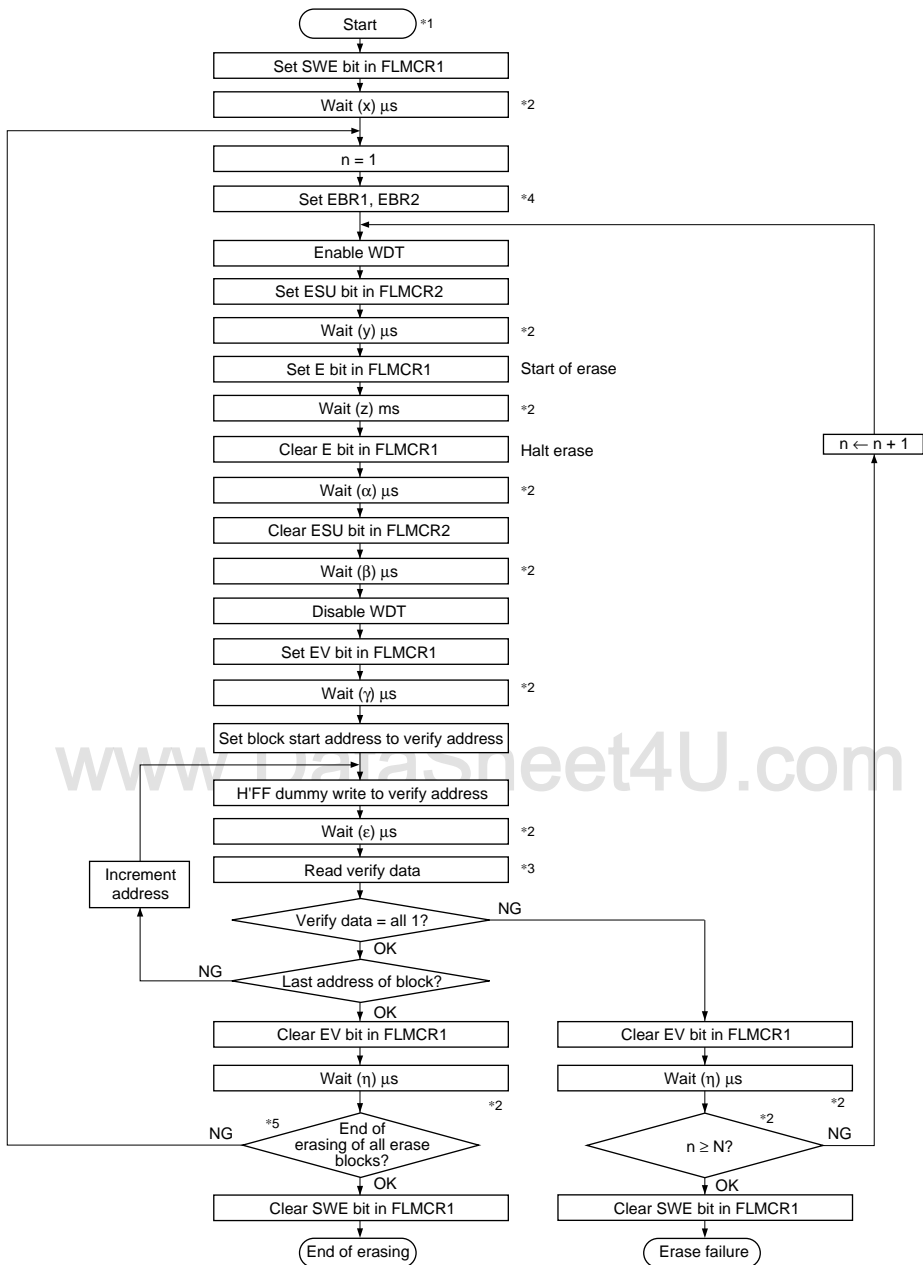 Start *1
Set SWE bit in FLMCR1
Wait (x) μs *2
n = 1
Set EBR1, EBR2 *4
Enable WDT
Set ESU bit in FLMCR2
Wait (y) μs *2
Set E bit in FLMCR1 Start of erase
Wait (z) ms *2
Clear E bit in FLMCR1 Halt erase
n ← n + 1
Wait (α) μs *2
Clear ESU bit in FLMCR2
Wait (β) μs *2
Disable WDT
Set EV bit in FLMCR1
Wait (γ) μs *2
Set block start address to verify address
www.DataSheet4U.com
H'FF dummy write to verify address
Wait (ε) μs *2
Increment
address
Read verify data *3
Verify data = all 1? NG
OK
NG Last address of block?
OK
Clear EV bit in FLMCR1
Wait (η) μs
*2
NG *5 End of
erasing of all erase
blocks?
OK
Clear SWE bit in FLMCR1
End of erasing
Clear EV bit in FLMCR1
Wait (η) μs
*2
*2
n ≥ N? NG
OK
Clear SWE bit in FLMCR1
Erase failure